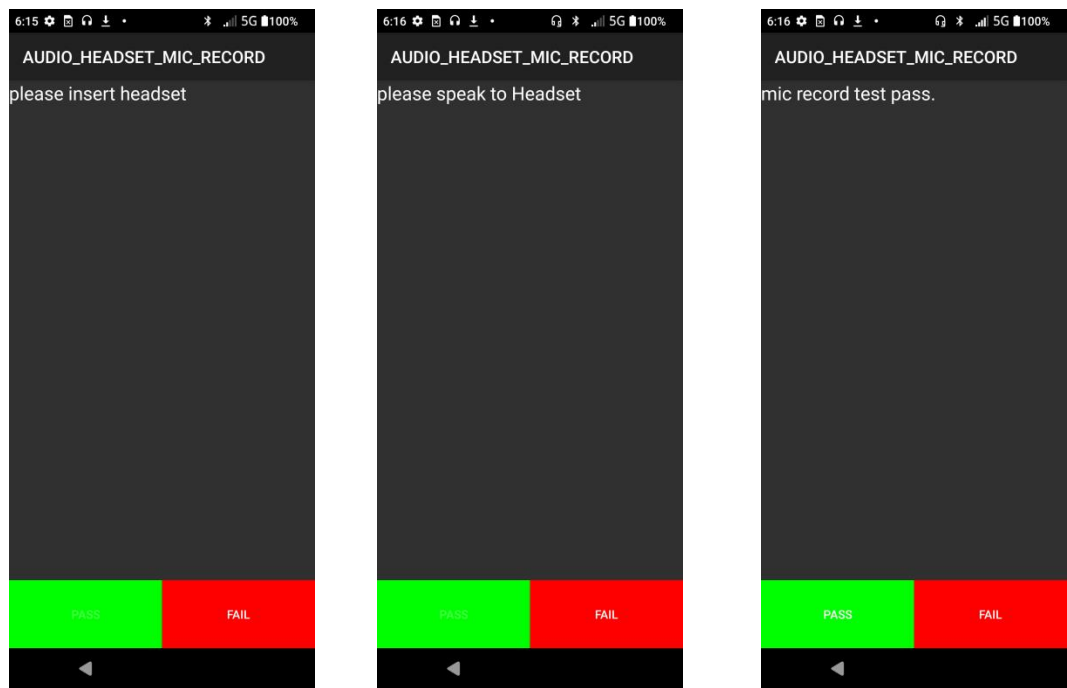 6:15 5G 100%
AUDIO_HEADSET_MIC_RECORD
please insert headset
PASS FAIL
6:16 5G 100%
AUDIO_HEADSET_MIC_RECORD
please speak to Headset
PASS FAIL
6:16 5G 100%
AUDIO_HEADSET_MIC_RECORD
mic record test pass.
PASS FAIL